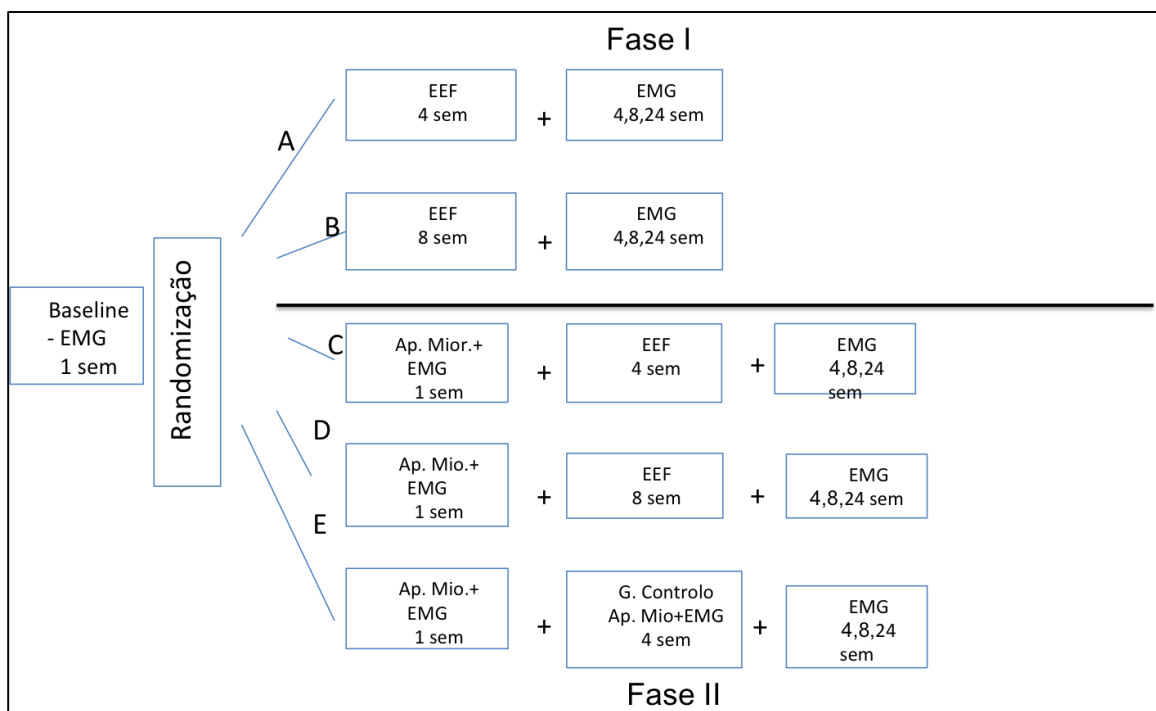 Fase I
A
EEF
4 sem
+
EMG
4,8,24 sem
B
EEF
8 sem
+
EMG
4,8,24 sem
Baseline
- EMG
1 sem
Randomização
C
Ap. Mior.+
EMG
1 sem
+
EEF
4 sem
+
EMG
4,8,24
sem
D
Ap. Mio.+
EMG
1 sem
+
EEF
8 sem
+
EMG
4,8,24 sem
E
Ap. Mio.+
EMG
1 sem
+
G. Controlo
Ap. Mio+EMG
4 sem
+
EMG
4,8,24
sem
Fase II